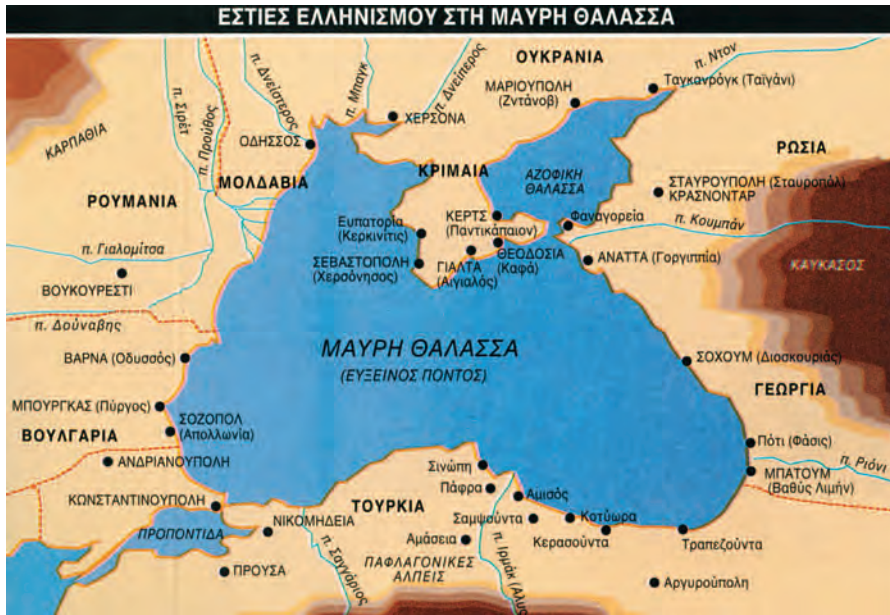 ΕΣΤΙΕΣ ΕΛΛΗΝΙΣΜΟΥ ΣΤΗ ΜΑΥΡΗ ΘΑΛΑΣΣΑ
ΟΥΚΡΑΝΙΑ
π. Ντον
ΜΑΡΙΟΥΠΟΛΗ
(Ζντάνοβ)
Ταγκανρόγκ (Ταϊγάνι)
π. Σιρέτ
π. Προύθος
π. Δνείστερος
π. Μπαγκ
π. Δνείπερος
ΧΕΡΣΟΝΑ
ΚΑΡΠΑΘΙΑ
ΟΔΗΣΣΟΣ
ΡΩΣΙΑ
ΚΡΙΜΑΙΑ
ΑΖΟΦΙΚΗ
ΘΑΛΑΣΣΑ
ΜΟΛΔΑΒΙΑ
ΡΟΥΜΑΝΙΑ
ΣΤΑΥΡΟΥΠΟΛΗ (Σταυροπόλ)
ΚΡΑΣΝΟΝΤΑΡ
Ευπατορία
(Κερκινίτις)
ΚΕΡΤΣ
(Παντικάπαιον)
Φαναγορεία
π. Κουμπάν
π. Γιαλομίτσα
ΣΕΒΑΣΤΟΠΟΛΗ
(Χερσόνησος)
ΓΙΑΛΤΑ
(Αιγιαλός)
ΘΕΟΔΟΣΙΑ
(Καφά)
ΑΝΑΤΤΑ (Γοργιππία)
ΚΑΥΚΑΣΟΣ
ΒΟΥΚΟΥΡΕΣΤΙ
π. Δούναβης
ΜΑΥΡΗ ΘΑΛΑΣΣΑ
(ΕΥΞΕΙΝΟΣ ΠΟΝΤΟΣ)
ΒΑΡΝΑ (Οδυσσός)
ΣΟΧΟΥΜ (Διοσκουριάς)
ΓΕΩΡΓΙΑ
ΜΠΟΥΡΓΚΑΣ (Πύργος)
ΣΟΖΟΠΟΛ
(Απολλωνία)
ΒΟΥΛΓΑΡΙΑ
Πότι (Φάσις)
π. Ριόνι
ΑΝΔΡΙΑΝΟΥΠΟΛΗ
ΜΠΑΤΟΥΜ
(Βαθύς Λιμήν)
Σινώπη
Πάφρα
Αμισός
ΚΩΝΣΤΑΝΤΙΝΟΥΠΟΛΗ
ΤΟΥΡΚΙΑ
ΝΙΚΟΜΗΔΕΙΑ
Σαμψούντα
Κοτύωρα
Κερασούντα
Τραπεζούντα
ΠΡΟΠΟΝΤΙΔΑ
Αμάσεια
π. Σαγγάριος
ΠΑΦΛΑΓΟΝΙΚΕΣ
ΑΛΠΕΙΣ
π. Ιρμάκ (Αλυς
ΠΡΟΥΣΑ
Αργυρούπολη